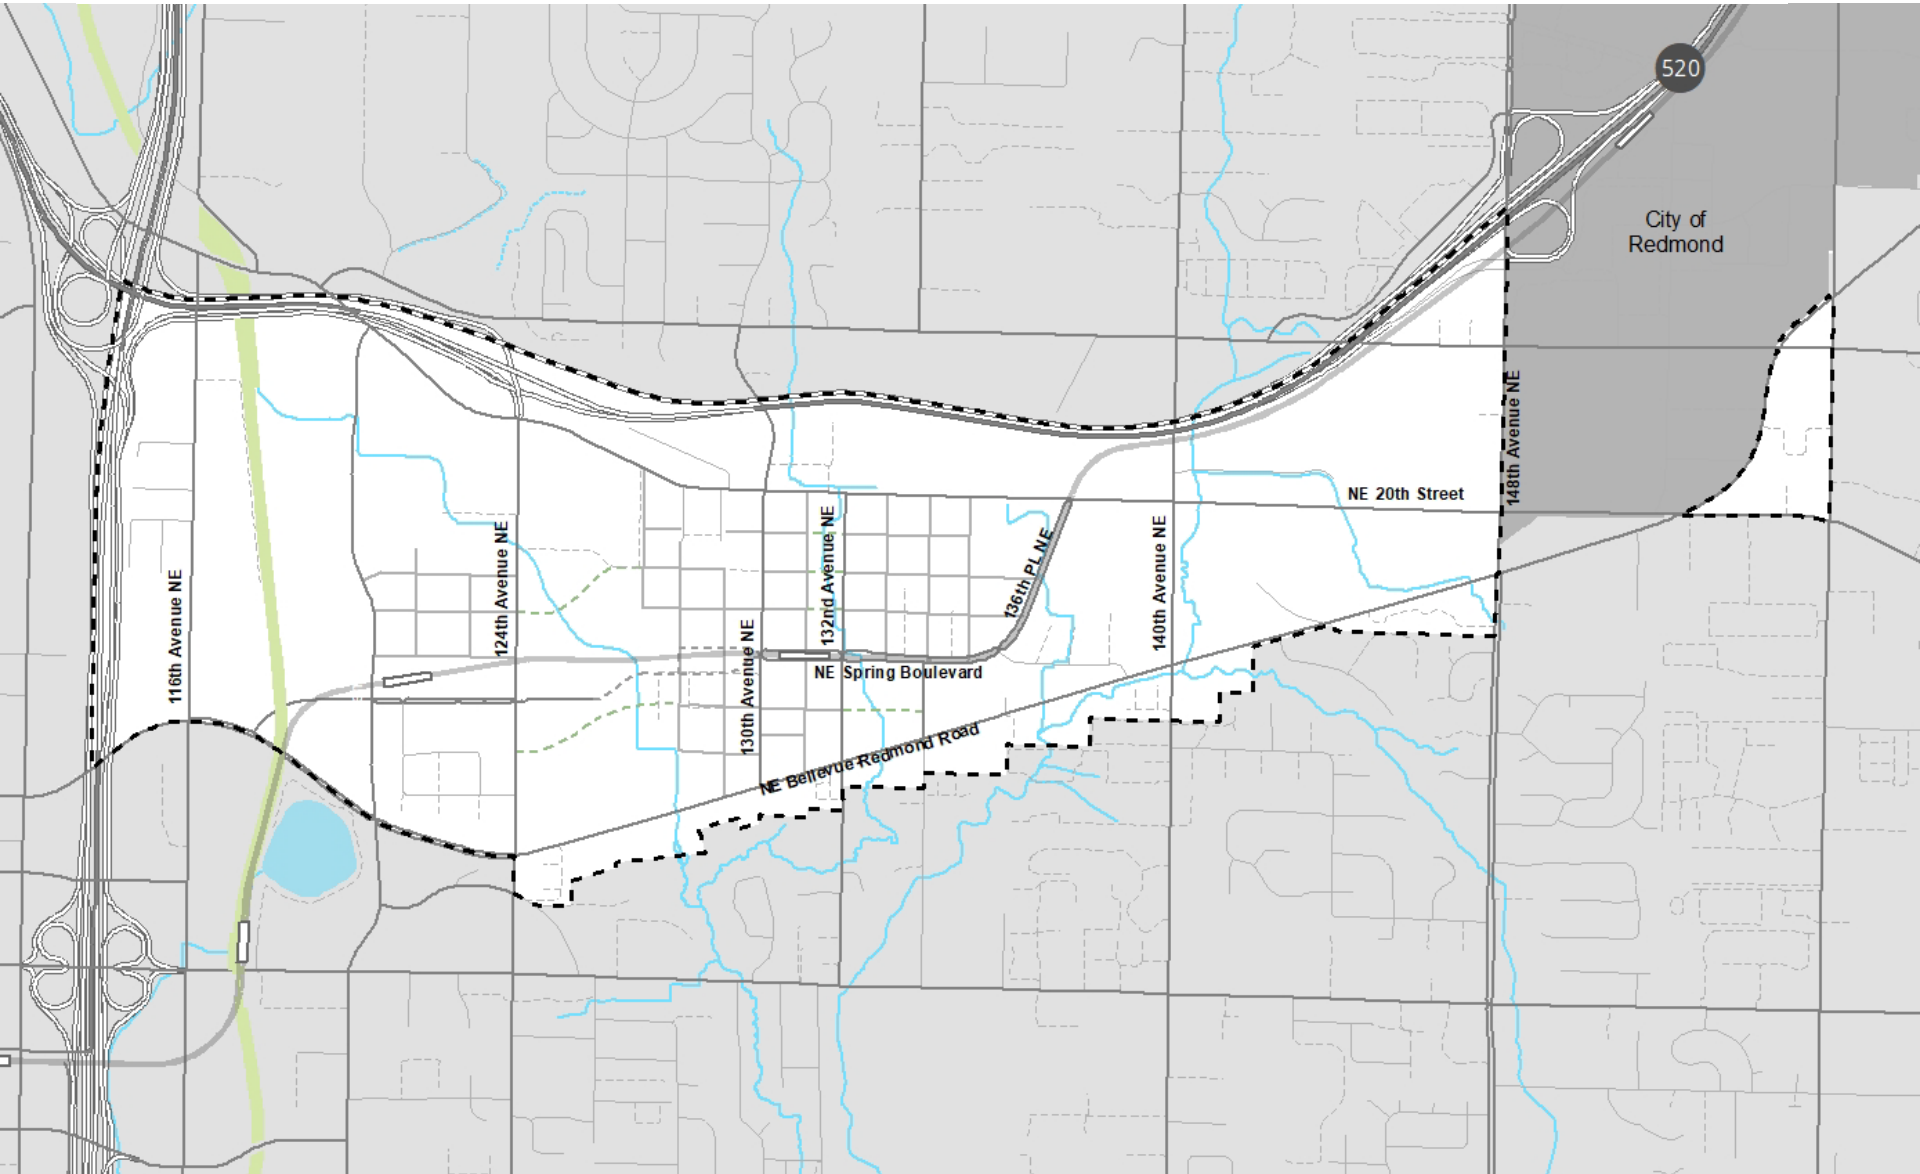 520
City of
Redmond
148th Avenue NE
NE 20th Street
124th Avenue NE
132nd Avenue NE
136th PL NE
140th Avenue NE
116th Avenue NE
130th Avenue NE
NE Spring Boulevard
NE Bellevue Redmond Road